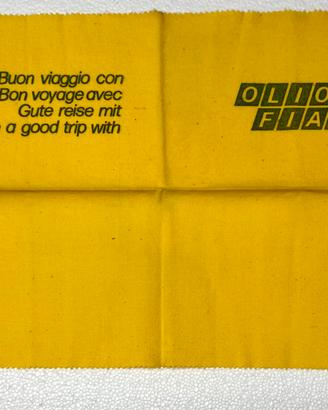 Buon viaggio con
Bon voyage avec
Gute reise mit
a good trip with
OLIO
FIA